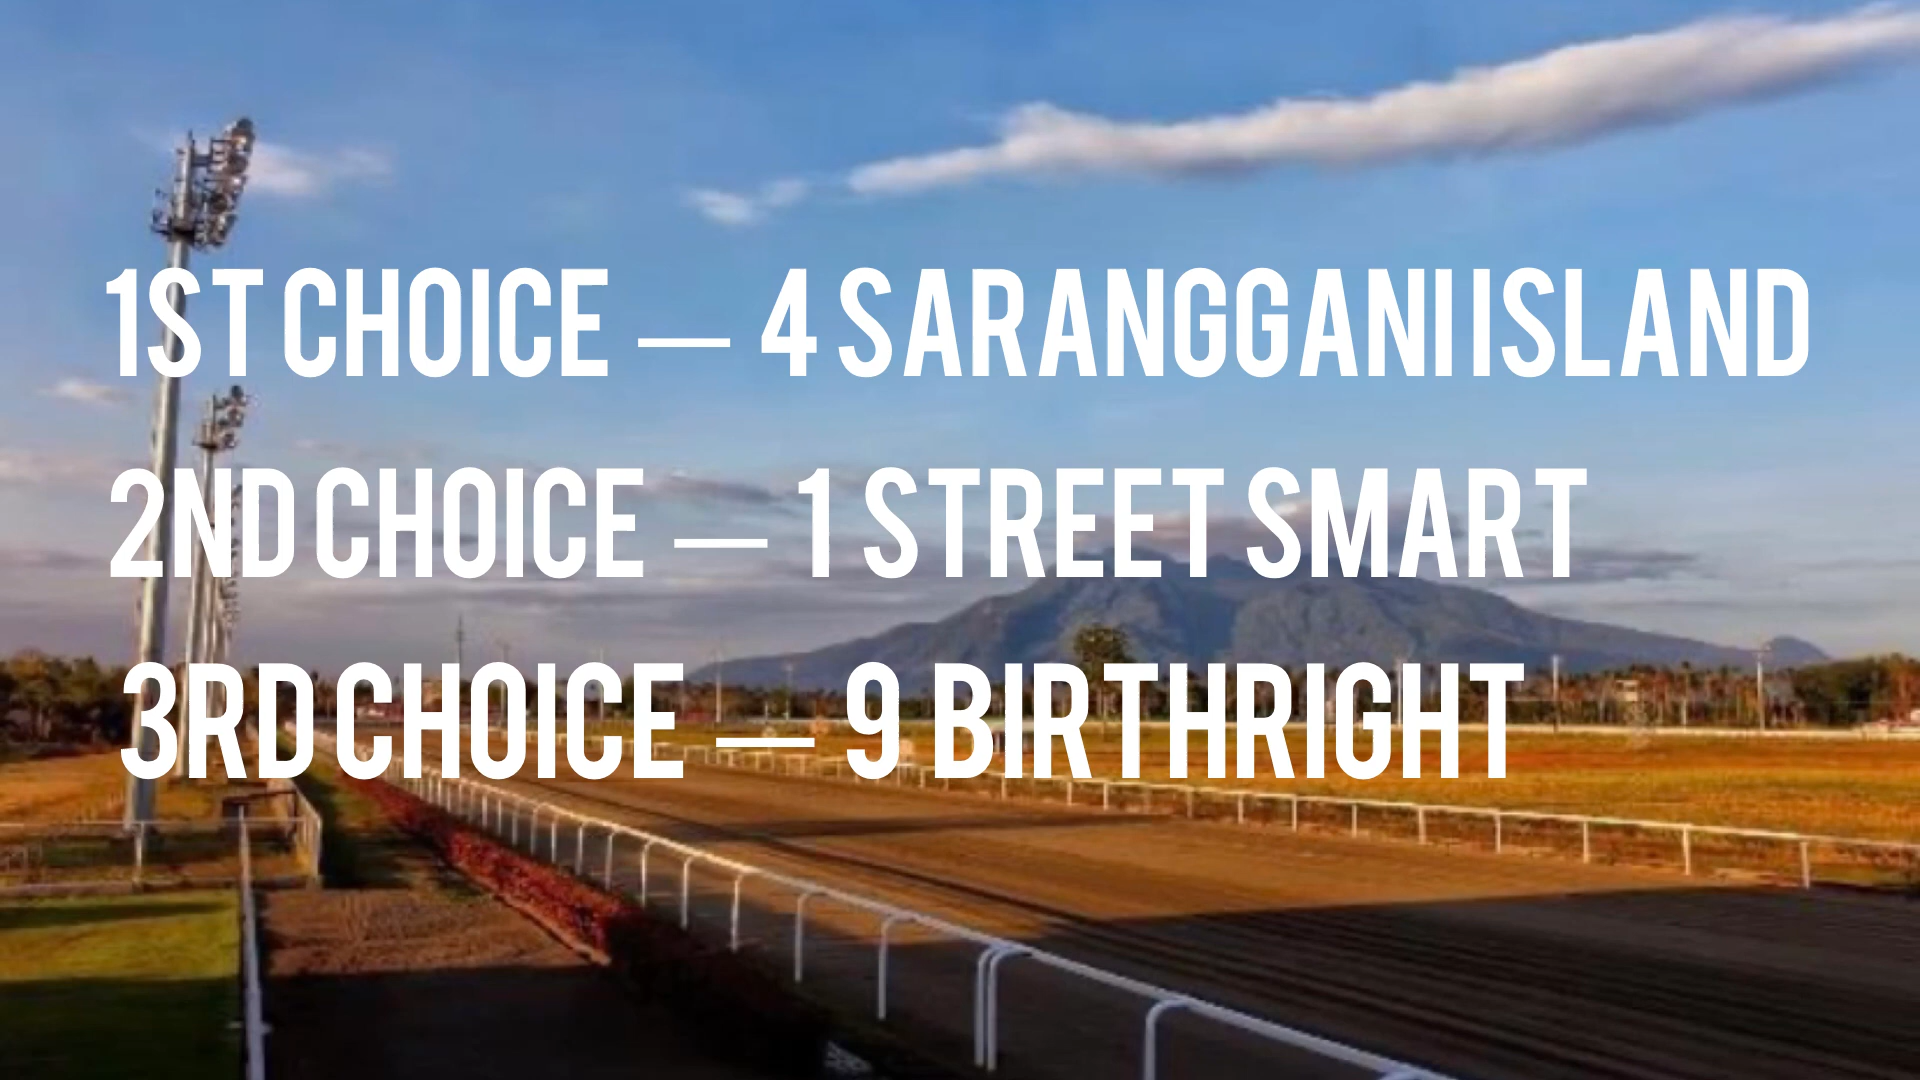 1ST CHOICE — 4 SARANGGANI ISLAND
2ND CHOICE — 1 STREET SMART
3RD CHOICE — 9 BIRTHRIGHT